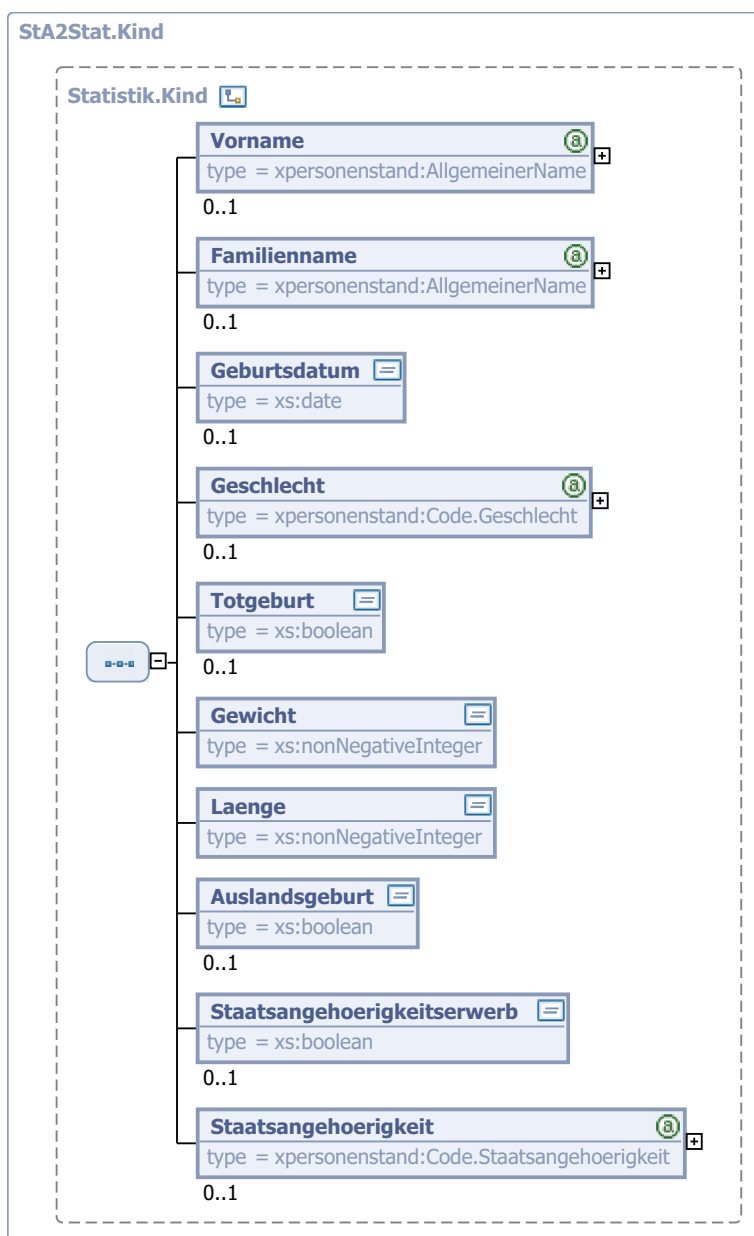 StA2Stat.Kind
Statistik.Kind
Vorname
type = xpersonenstand:AllgemeinerName
0..1
Familienname
type = xpersonenstand:AllgemeinerName
0..1
Geburtsdatum
type = xs:date
0..1
Geschlecht
type = xpersonenstand:Code.Geschlecht
0..1
Totgeburt
type = xs:boolean
0..1
Gewicht
type = xs:nonNegativeInteger
Laenge
type = xs:nonNegativeInteger
Auslandsgeburt
type = xs:boolean
0..1
Staatsangehoerigkeitserwerb
type = xs:boolean
0..1
Staatsangehoerigkeit
type = xpersonenstand:Code.Staatsangehoerigkeit
0..1